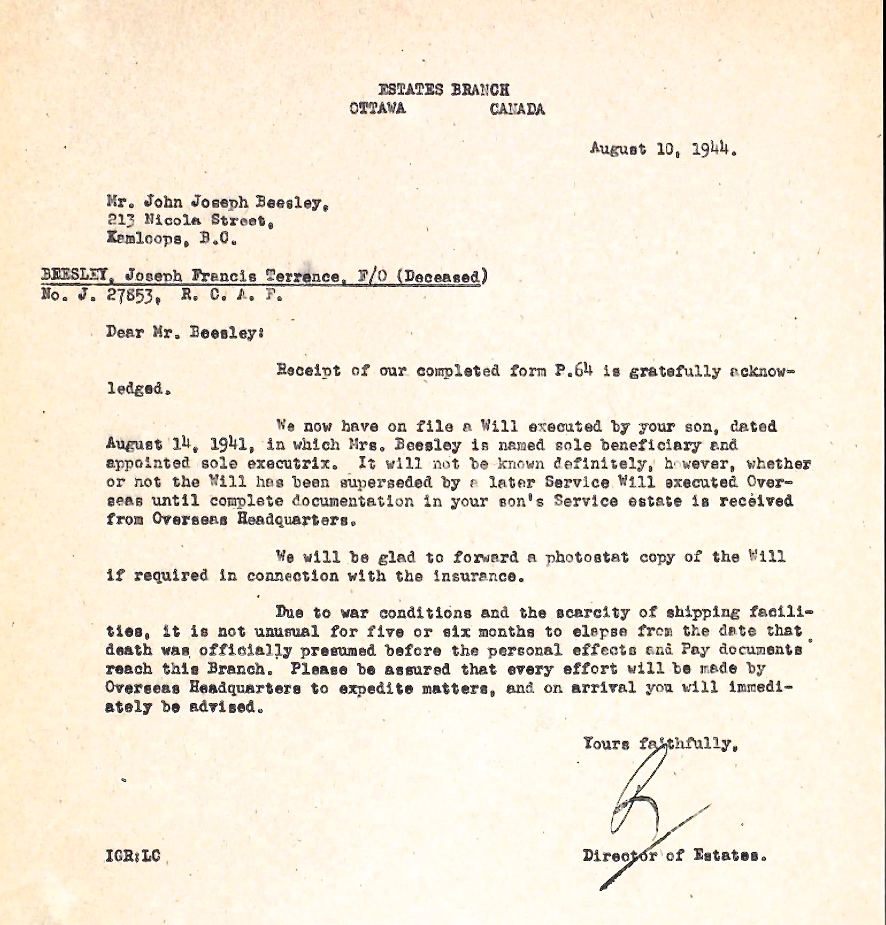 ESTATES BRANCH
OTTAWA CANADA
August 10, 1944.
Mr. John Joseph Beesley,
213 Nicola Street,
Kamloops, B.C.
BEESLEY, Joseph Francis Terrence, F/O (Deceased)
No. J. 27853, R. C. A. F.
Dear Mr. Beesley:
Receipt of our completed form P.64 is gratefully acknow-
ledged.
We now have on file a Will executed by your son, dated
August 14, 1941, in which Mrs. Beesley is named sole beneficiary and
appointed sole executrix. It will not be known definitely, however, whether
or not the Will has been superseded by a later Service Will executed Over-
seas until complete documentation in your son's Service estate is received
from Overseas Headquarters.
We will be glad to forward a photostat copy of the Will
if required in connection with the insurance.
Due to war conditions and the scarcity of shipping facili-
ties, it is not unusual for five or six months to elapse from the date that
death was officially presumed before the personal effects and Pay documents
reach this Branch. Please be assured that every effort will be made by
Overseas Headquarters to expedite matters, and on arrival you will immedi-
ately be advised.
Yours faithfully,
Director of Estates.
IGR:LC